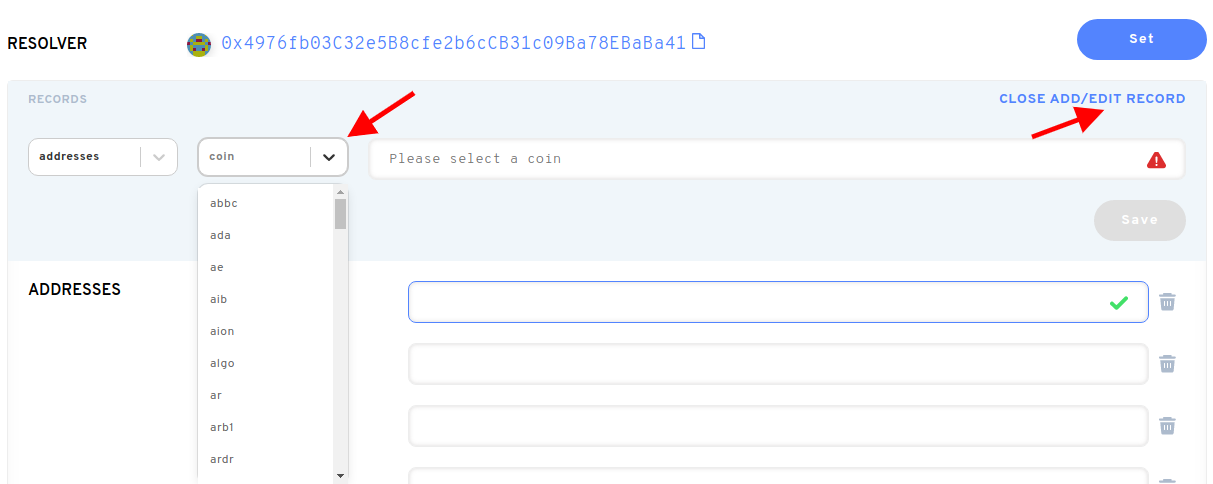 RESOLVER 0x4976fb03C32e5B8cfe2b6cCB31c09Ba78EBaBa41 Set
RECORDS CLOSE ADD/EDIT RECORD
addresses coin Please select a coin
Save
abbc
ada
ae
aib
aion
algo
ar
arb1
ardr
ADDRESSES